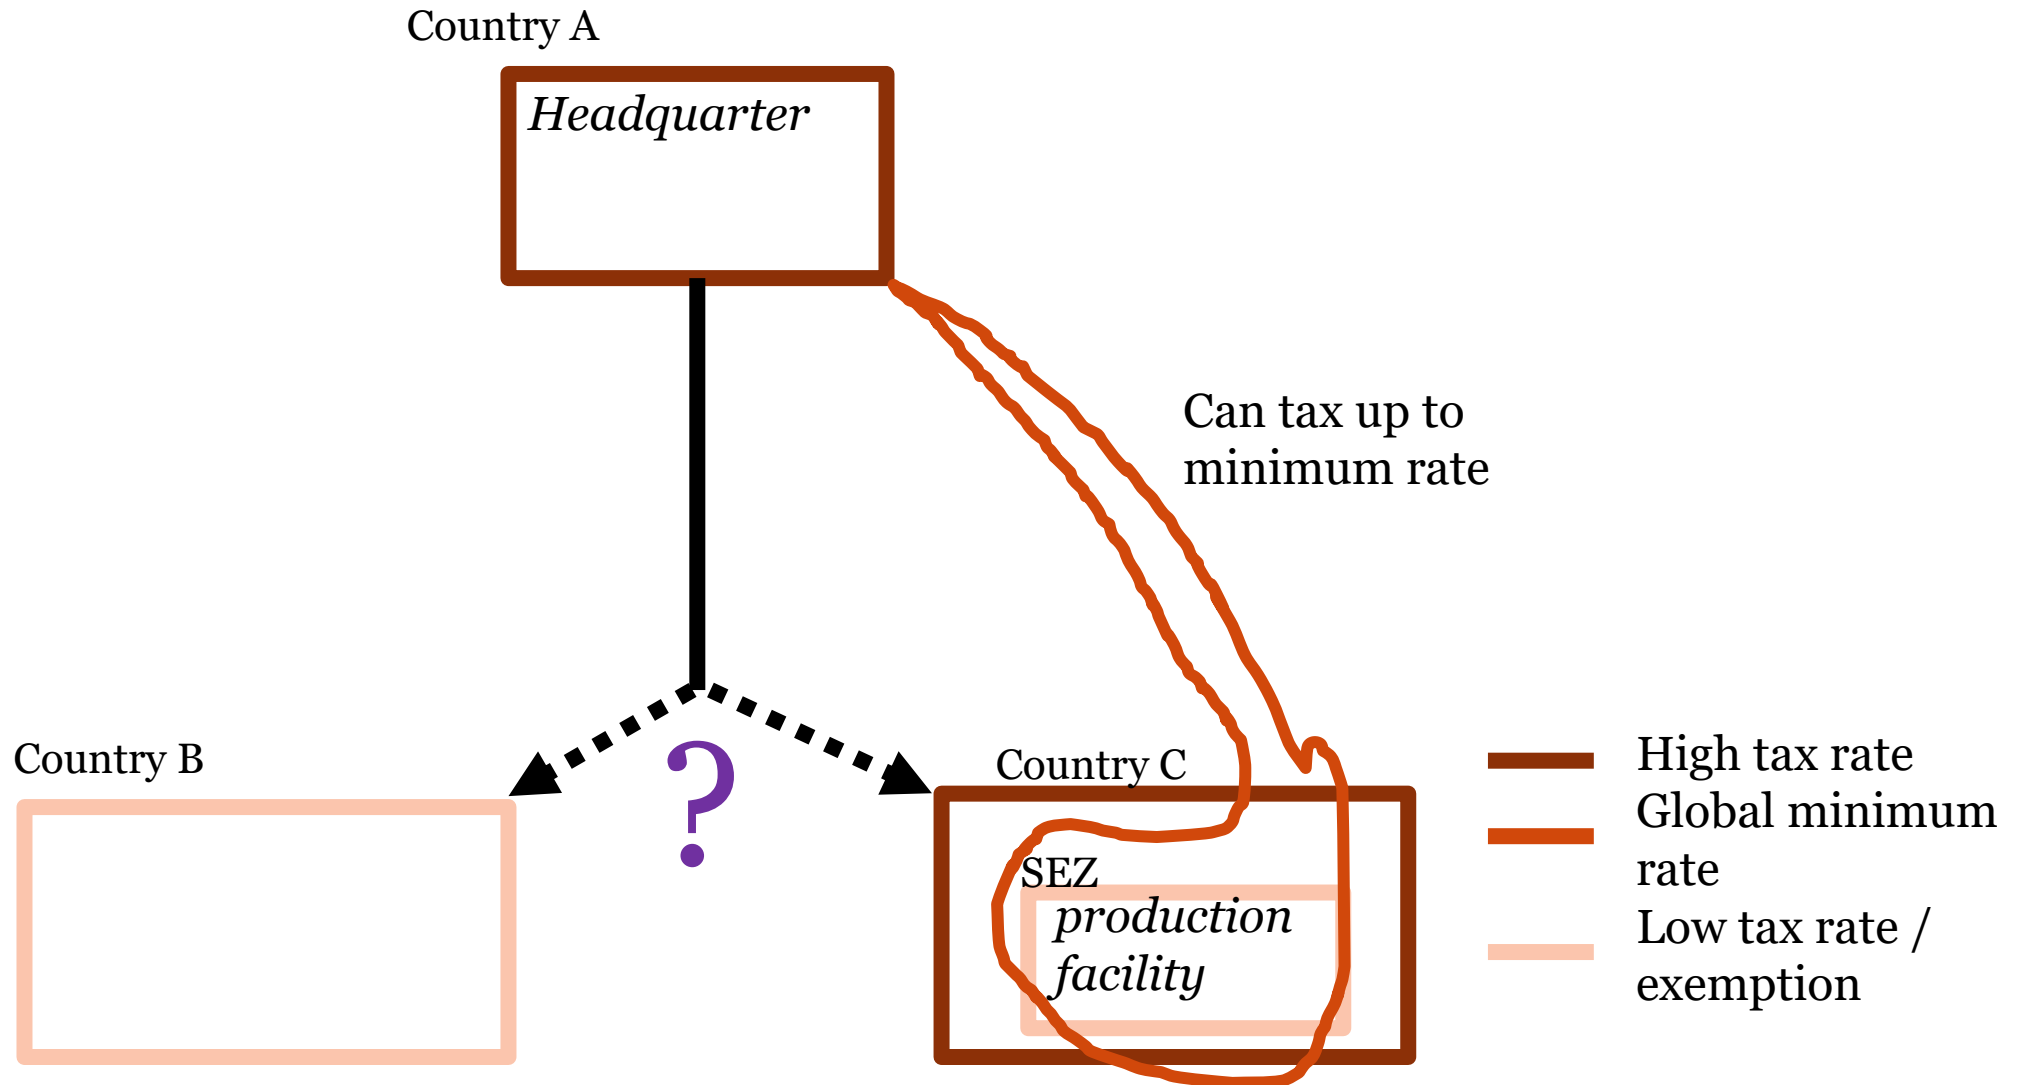 Country A
Headquarter
Can tax up to
minimum rate
Country B
?
Country C
SEZ
production
facility
High tax rate
Global minimum
rate
Low tax rate /
exemption